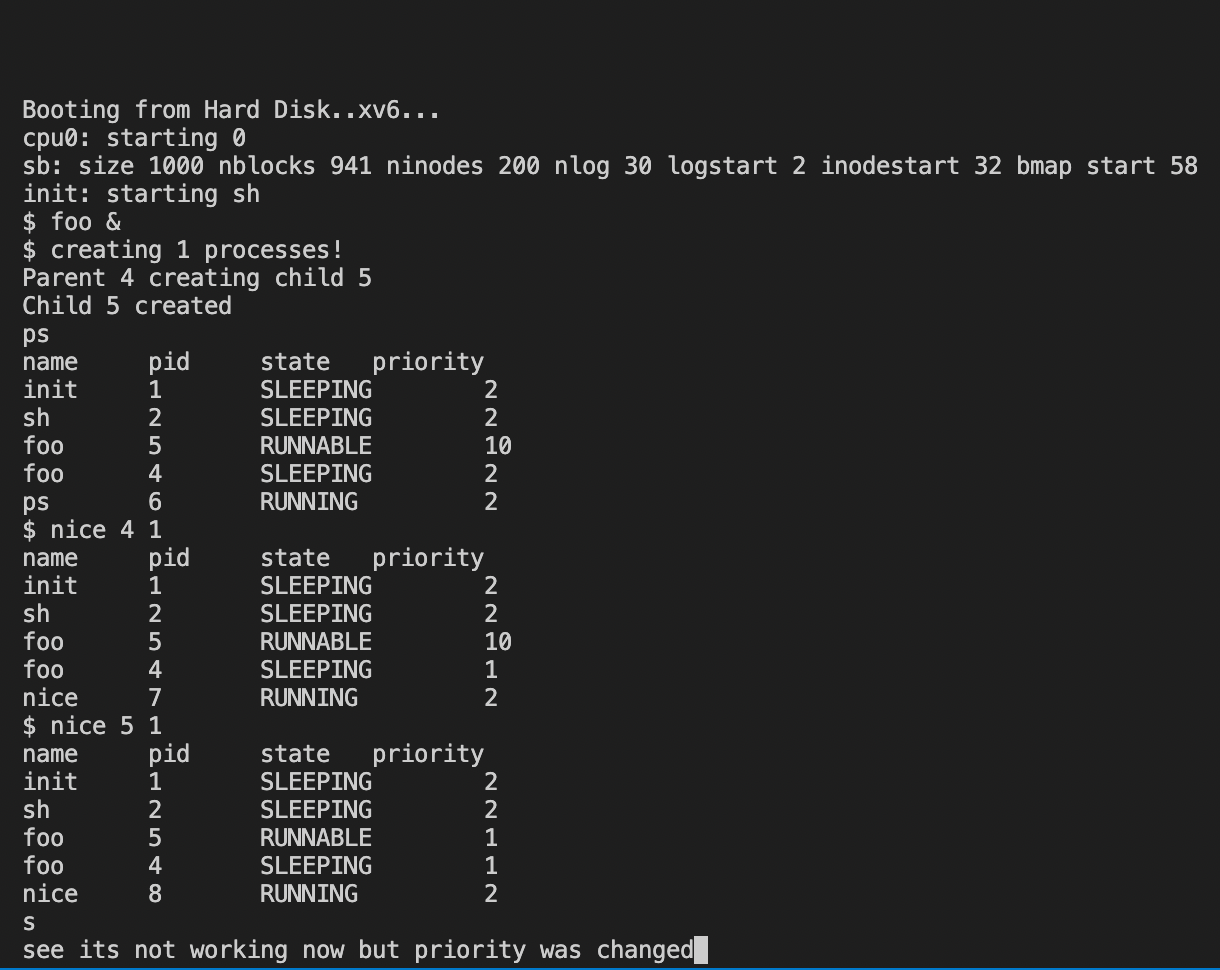 Booting from Hard Disk..xv6...
cpu0: starting 0
sb: size 1000 nblocks 941 ninodes 200 nlog 30 logstart 2 inodestart 32 bmap start 58
init: starting sh
$ foo &
$ creating 1 processes!
Parent 4 creating child 5
Child 5 created
ps
name pid state priority
init 1 SLEEPING 2
sh 2 SLEEPING 2
foo 5 RUNNABLE 10
foo 4 SLEEPING 2
ps 6 RUNNING 2
$ nice 4 1
name pid state priority
init 1 SLEEPING 2
sh 2 SLEEPING 2
foo 5 RUNNABLE 10
foo 4 SLEEPING 1
nice 7 RUNNING 2
$ nice 5 1
name pid state priority
init 1 SLEEPING 2
sh 2 SLEEPING 2
foo 5 RUNNABLE 1
foo 4 SLEEPING 1
nice 8 RUNNING 2
s
see its not working now but priority was changed